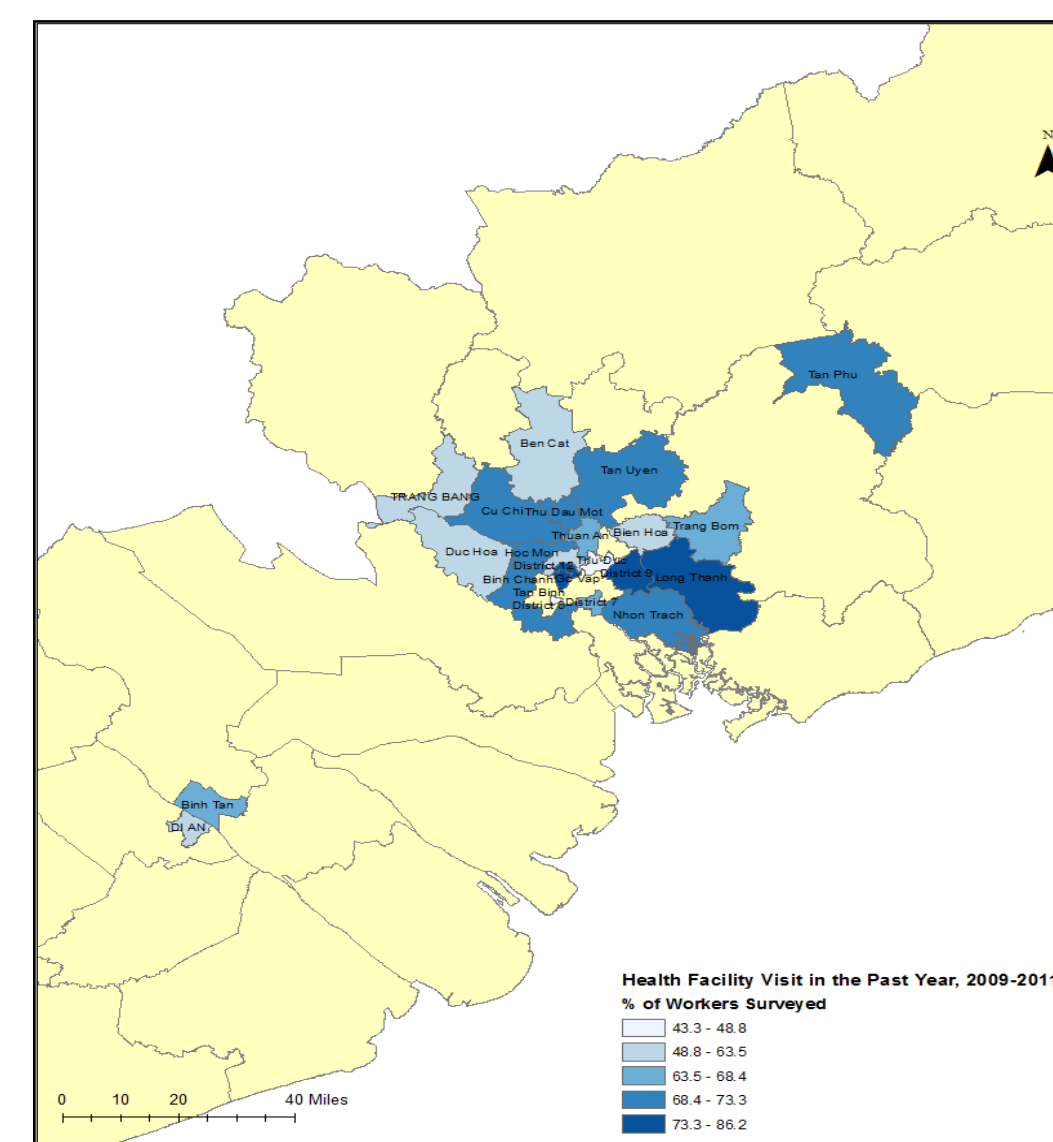 N
Tan Phu
Ben Cat
Tan Uyen
TRANG BANG
Cu Chi
Thu Dau Mot
Trang Bom
Thuan An
Bien Hoa
Duc Hoa
Hoc Mon
Thu Duc
District 12
District 9
Long Thanh
Binh Chanh
Go Vap
Tan Binh
District 7
Nhon Trach
Binh Tan
DI AN
Health Facility Visit in the Past Year, 2009-2011
% of Workers Surveyed
43.3 - 48.8
48.8 - 63.5
63.5 - 68.4
68.4 - 73.3
73.3 - 86.2
0 10 20 40 Miles